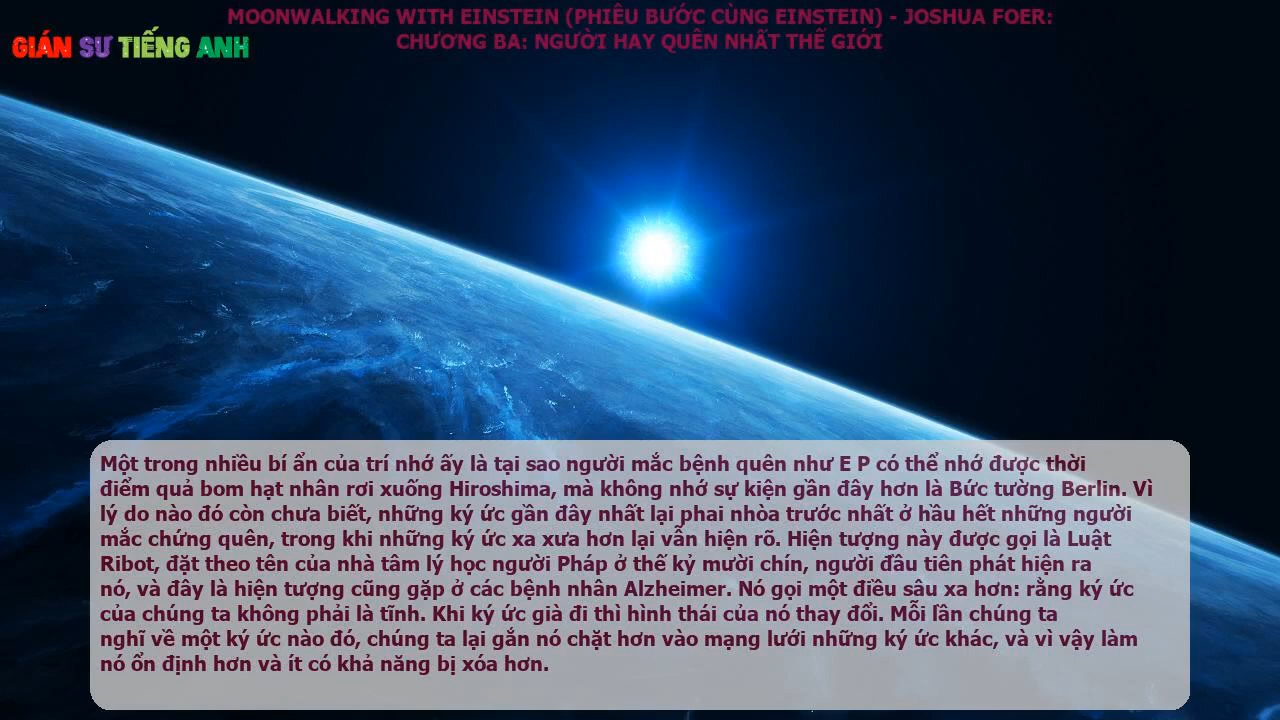 MOONWALKING WITH EINSTEIN (PHIÊU BƯỚC CÙNG EINSTEIN) - JOSHUA FOER:
CHƯƠNG BA: NGƯỜI HAY QUÊN NHẤT THẾ GIỚI
GIÁN SƯ TIẾNG ANH
Một trong nhiều bí ẩn của trí nhớ ấy là tại sao người mắc bệnh quên như E P có thể nhớ được thời
điểm quả bom hạt nhân rơi xuống Hiroshima, mà không nhớ sự kiện gần đây hơn là Bức tường Berlin. Vì
lý do nào đó còn chưa biết, những ký ức gần đây nhất lại phai nhòa trước nhất ở hầu hết những người
mắc chứng quên, trong khi những ký ức xa xưa hơn lại vẫn hiện rõ. Hiện tượng này được gọi là Luật
Ribot, đặt theo tên của nhà tâm lý học người Pháp ở thế kỷ mười chín, người đầu tiên phát hiện ra
nó, và đây là hiện tượng cũng gặp ở các bệnh nhân Alzheimer. Nó gọi một điều sâu xa hơn: rằng ký ức
của chúng ta không phải là tĩnh. Khi ký ức già đi thì hình thái của nó thay đổi. Mỗi lần chúng ta
nghĩ về một ký ức nào đó, chúng ta lại gắn nó chặt hơn vào mạng lưới những ký ức khác, và vì vậy làm
nó ổn định hơn và ít có khả năng bị xóa hơn.